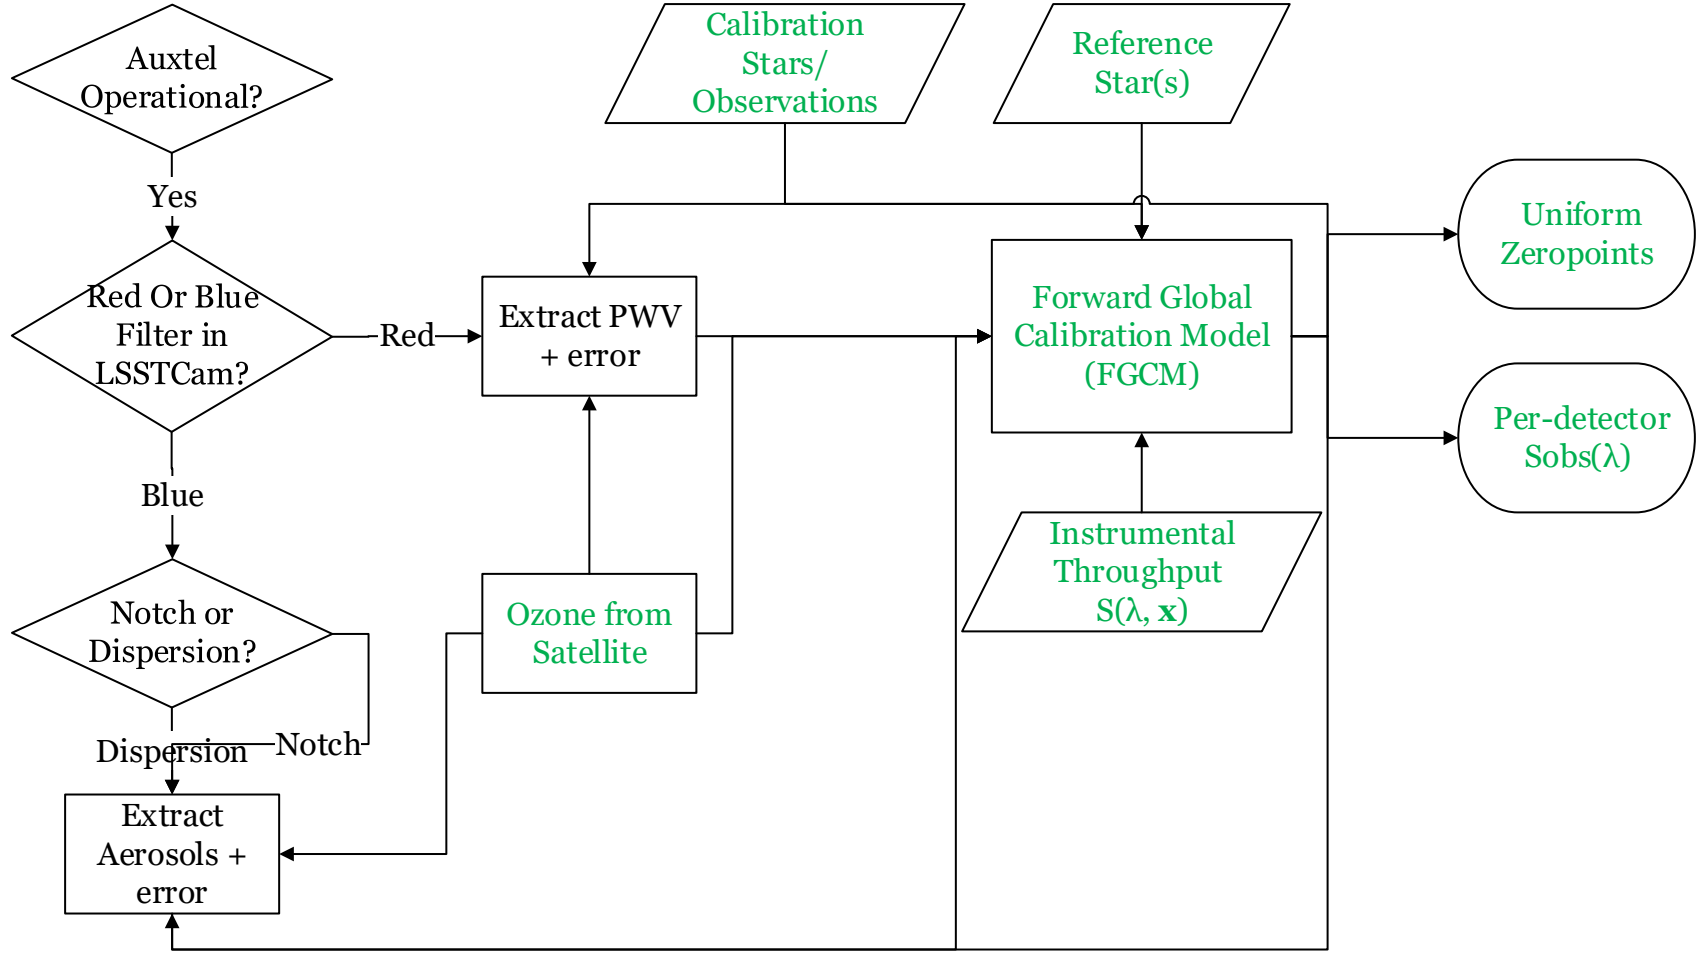 Auxtel
Operational?
Yes
Red Or Blue
Filter in
LSSTCam?
Red
Blue
Notch or
Dispersion?
Dispersion
Notch
Extract
Aerosols +
error
Calibration
Stars/
Observations
Reference
Star(s)
Extract PWV
+ error
Ozone from
Satellite
Forward Global
Calibration Model
(FGCM)
Instrumental
Throughput
S(λ, x)
Uniform
Zeropoints
Per-detector
Sobs(λ)